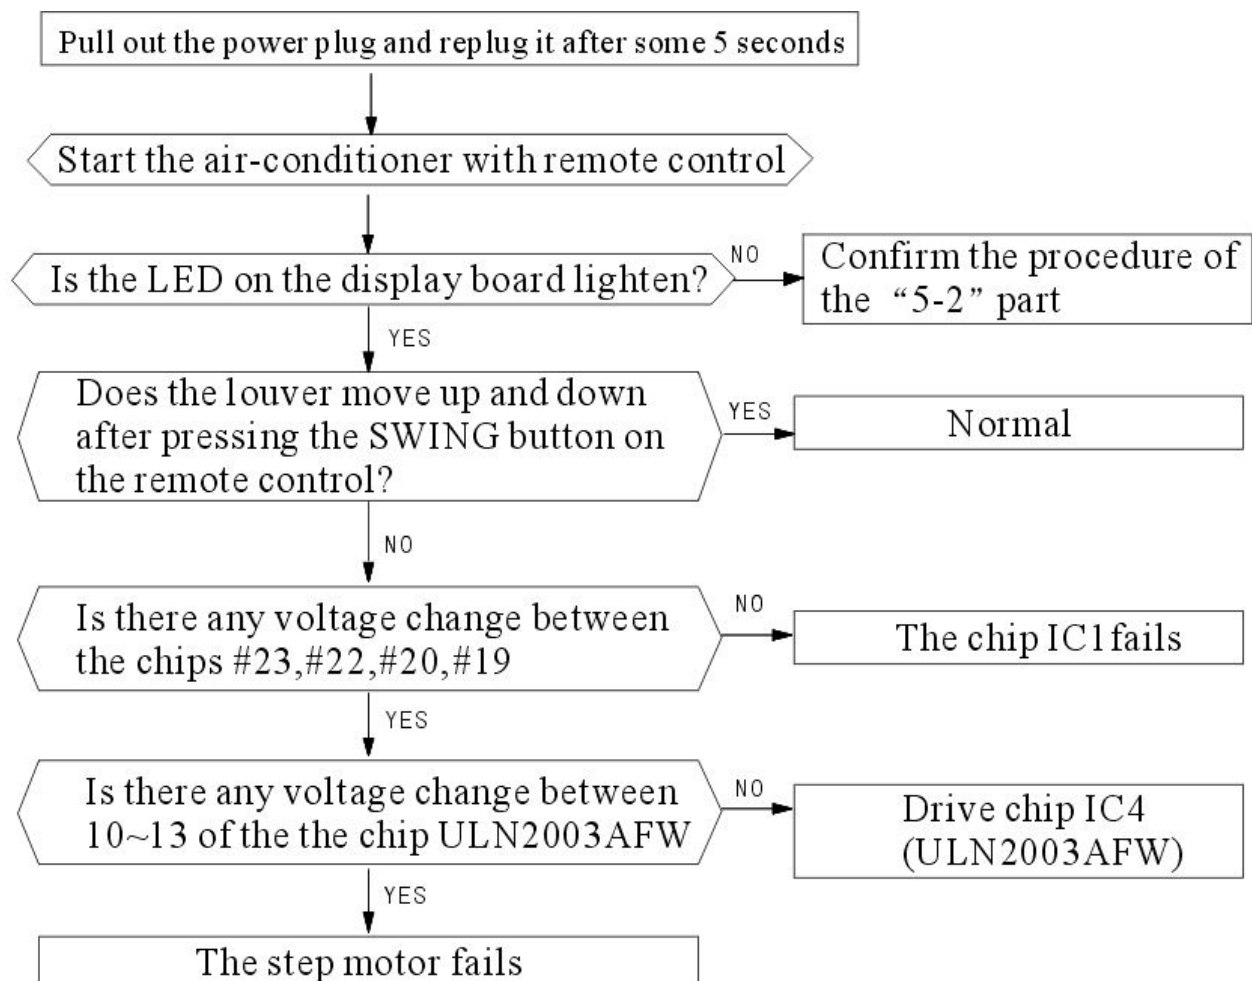 Pull out the power plug and replug it after some 5 seconds
Start the air-conditioner with remote control
Is the LED on the display board lighten?
NO
Confirm the procedure of
the “5-2” part
YES
Does the louver move up and down
after pressing the SWING button on
the remote control?
YES
Normal
NO
Is there any voltage change between
the chips #23,#22,#20,#19
NO
The chip IC1fails
YES
Is there any voltage change between
10~13 of the the chip ULN2003AFW
NO
Drive chip IC4
(ULN2003AFW)
YES
The step motor fails